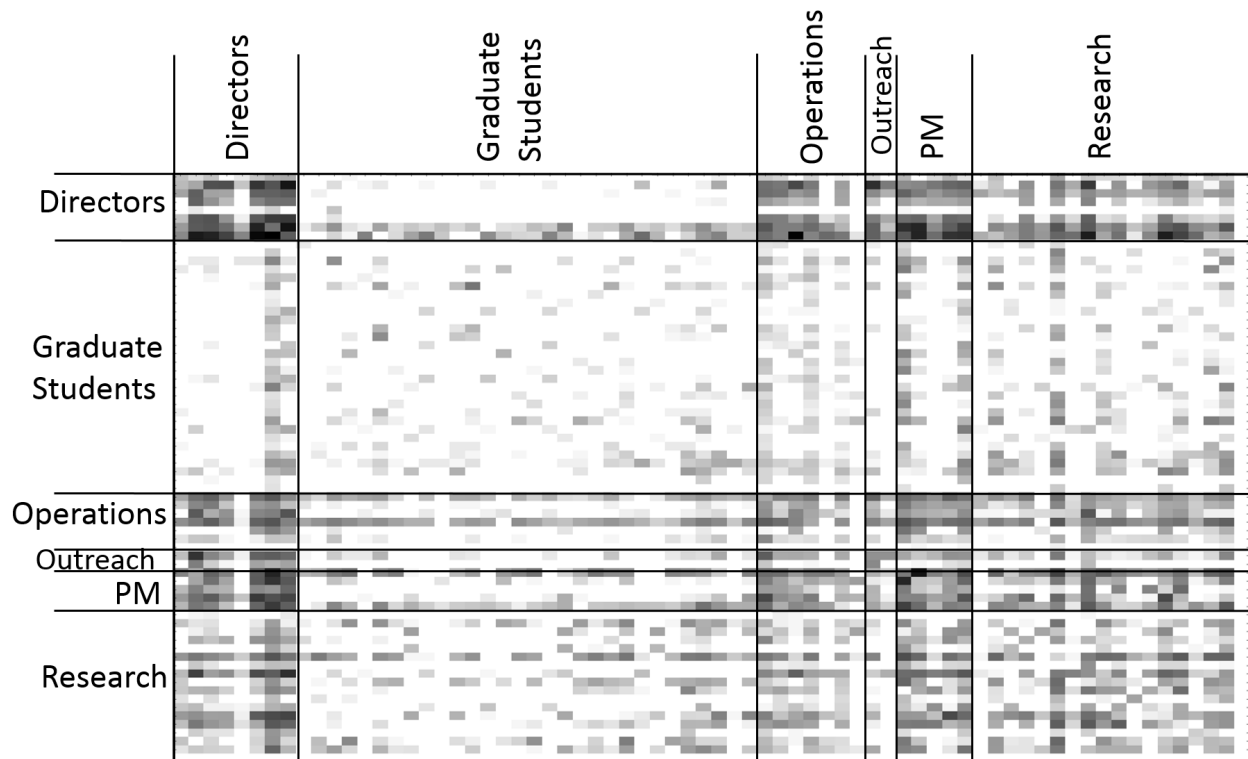 Directors
Graduate
Students
Operations
Outreach
PM
Research
Directors
Graduate
Students
Operations
Outreach
PM
Research